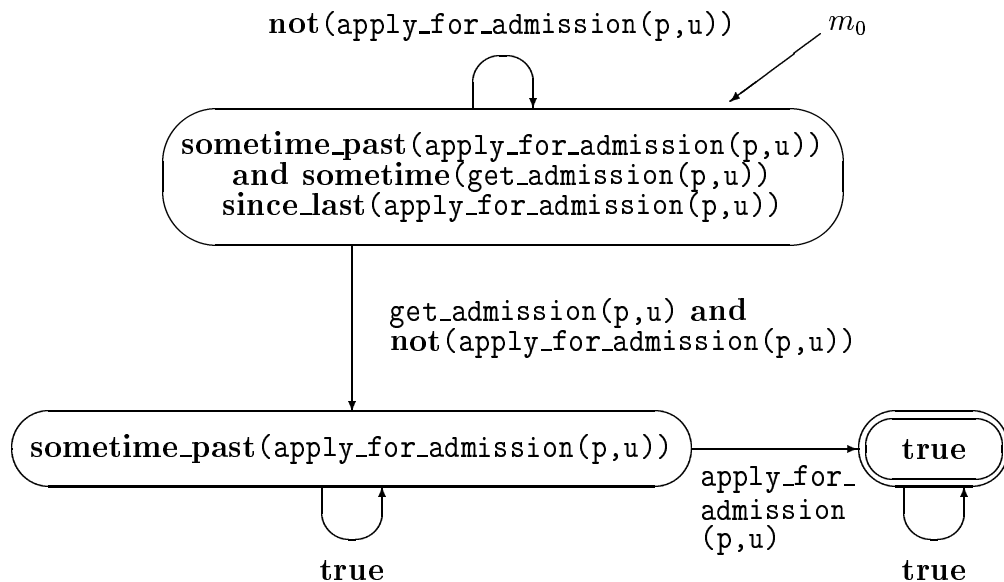 not(apply_for_admission(p,u))
m0
sometime_past(apply_for_admission(p,u))
and sometime(get_admission(p,u))
since_last(apply_for_admission(p,u))
get_admission(p,u) and
not(apply_for_admission(p,u))
sometime_past(apply_for_admission(p,u))
true
apply_for_
admission
(p,u)
true
true